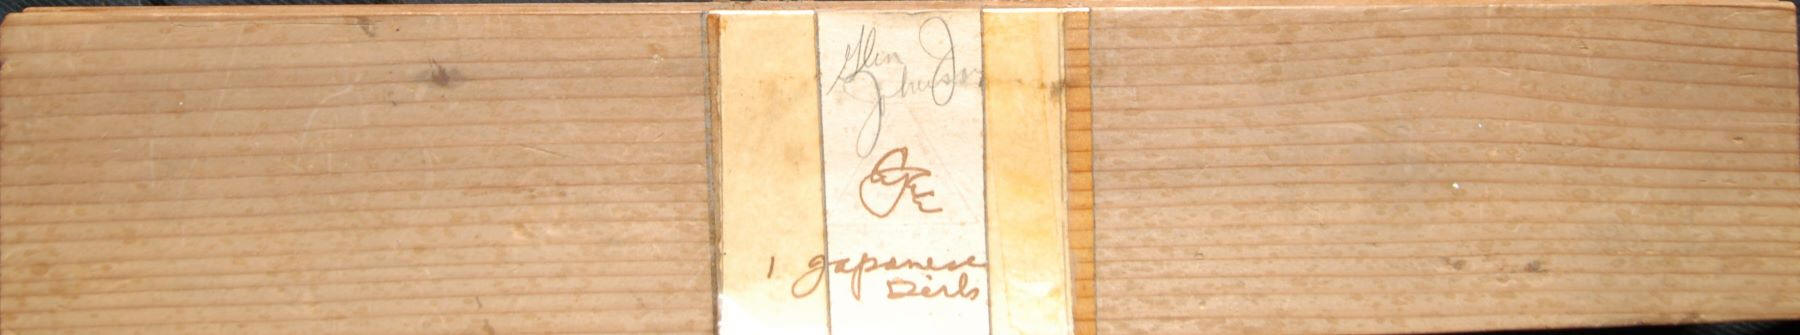 Glen
Johnson
1 Japanese
Girls